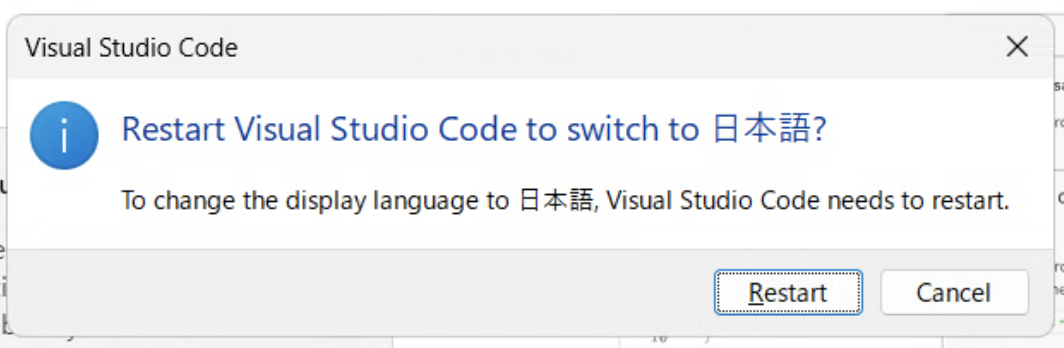 Visual Studio Code
Restart Visual Studio Code to switch to 日本語?
To change the display language to 日本語, Visual Studio Code needs to restart.
Restart
Cancel